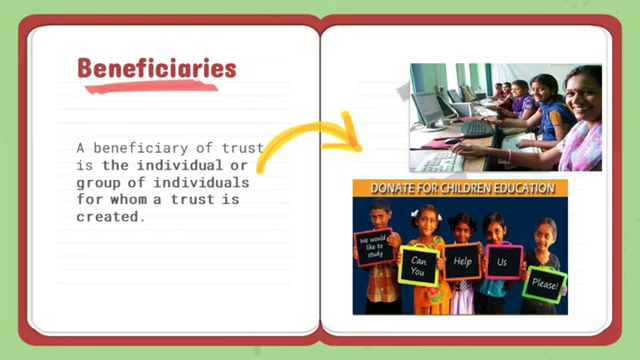 Beneficiaries
A beneficiary of trust
is the individual or
group of individuals
for whom a trust is
created.
DONATE FOR CHILDREN EDUCATION
We would
like to
study
Can
You
Help
Us
Please!